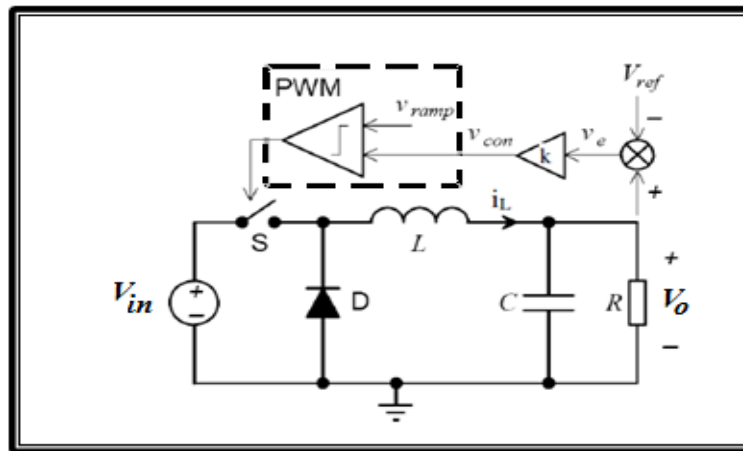 PWM
V_ref
v_ramp
−
v_con
v_e
k
+
i_L
S
L
+
V_in
+
−
D
C
R
V_o
−